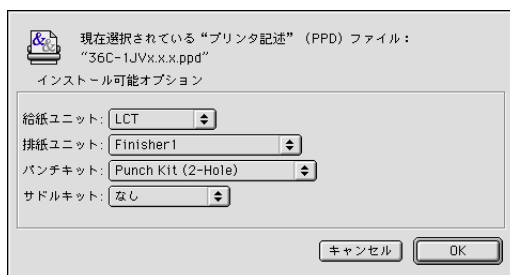 現在選択されている“プリンタ記述”（PPD）ファイル：
“36C-1JVx.x.x.ppd”
インストール可能オプション
給紙ユニット： LCT
排紙ユニット： Finisher1
パンチキット： Punch Kit (2-Hole)
サドルキット： なし
キャンセル OK